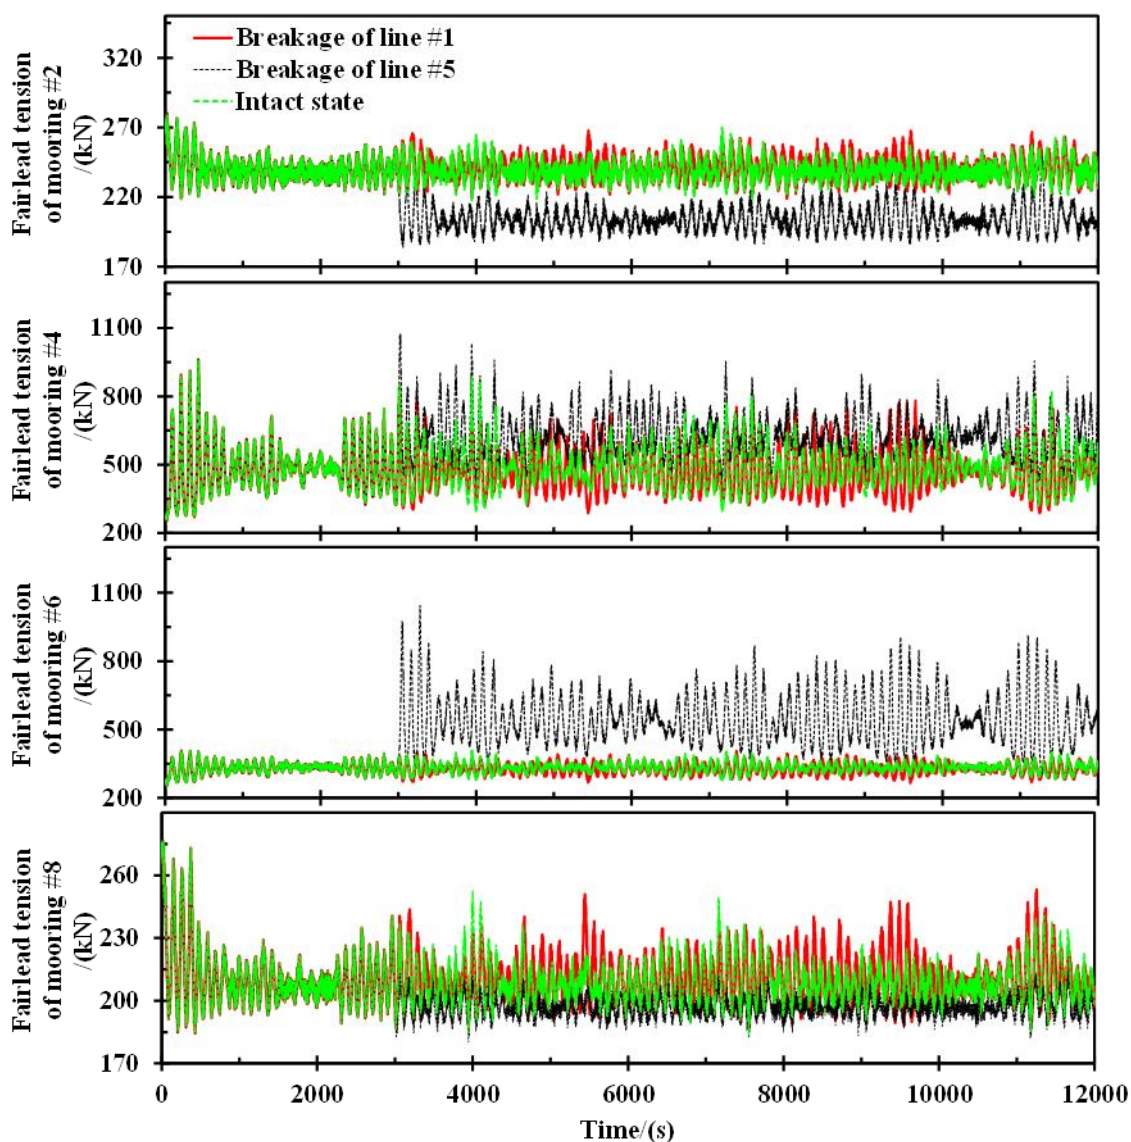 Breakage of line #1
Breakage of line #5
Intact state
Fairlead tension
of mooring #2
/(kN)
320
270
220
170
Fairlead tension
of mooring #4
/(kN)
1100
800
500
200
Fairlead tension
of mooring #6
/(kN)
1100
800
500
200
Fairlead tension
of mooring #8
/(kN)
260
230
200
170
0 2000 4000 6000 8000 10000 12000
Time/(s)